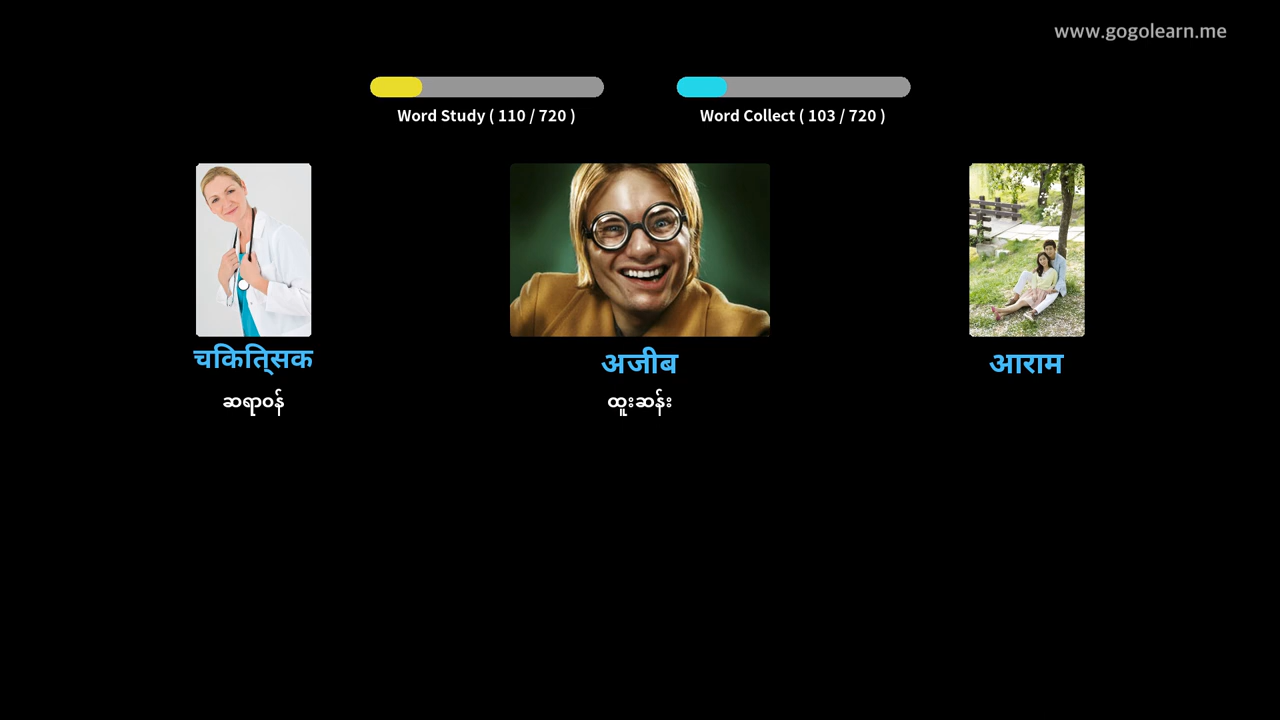 www.gogolearn.me
Word Study ( 110 / 720 )
Word Collect ( 103 / 720 )
चिकित्सक
अजीब
आराम
ဆရာဝန်
ထူးဆန်း